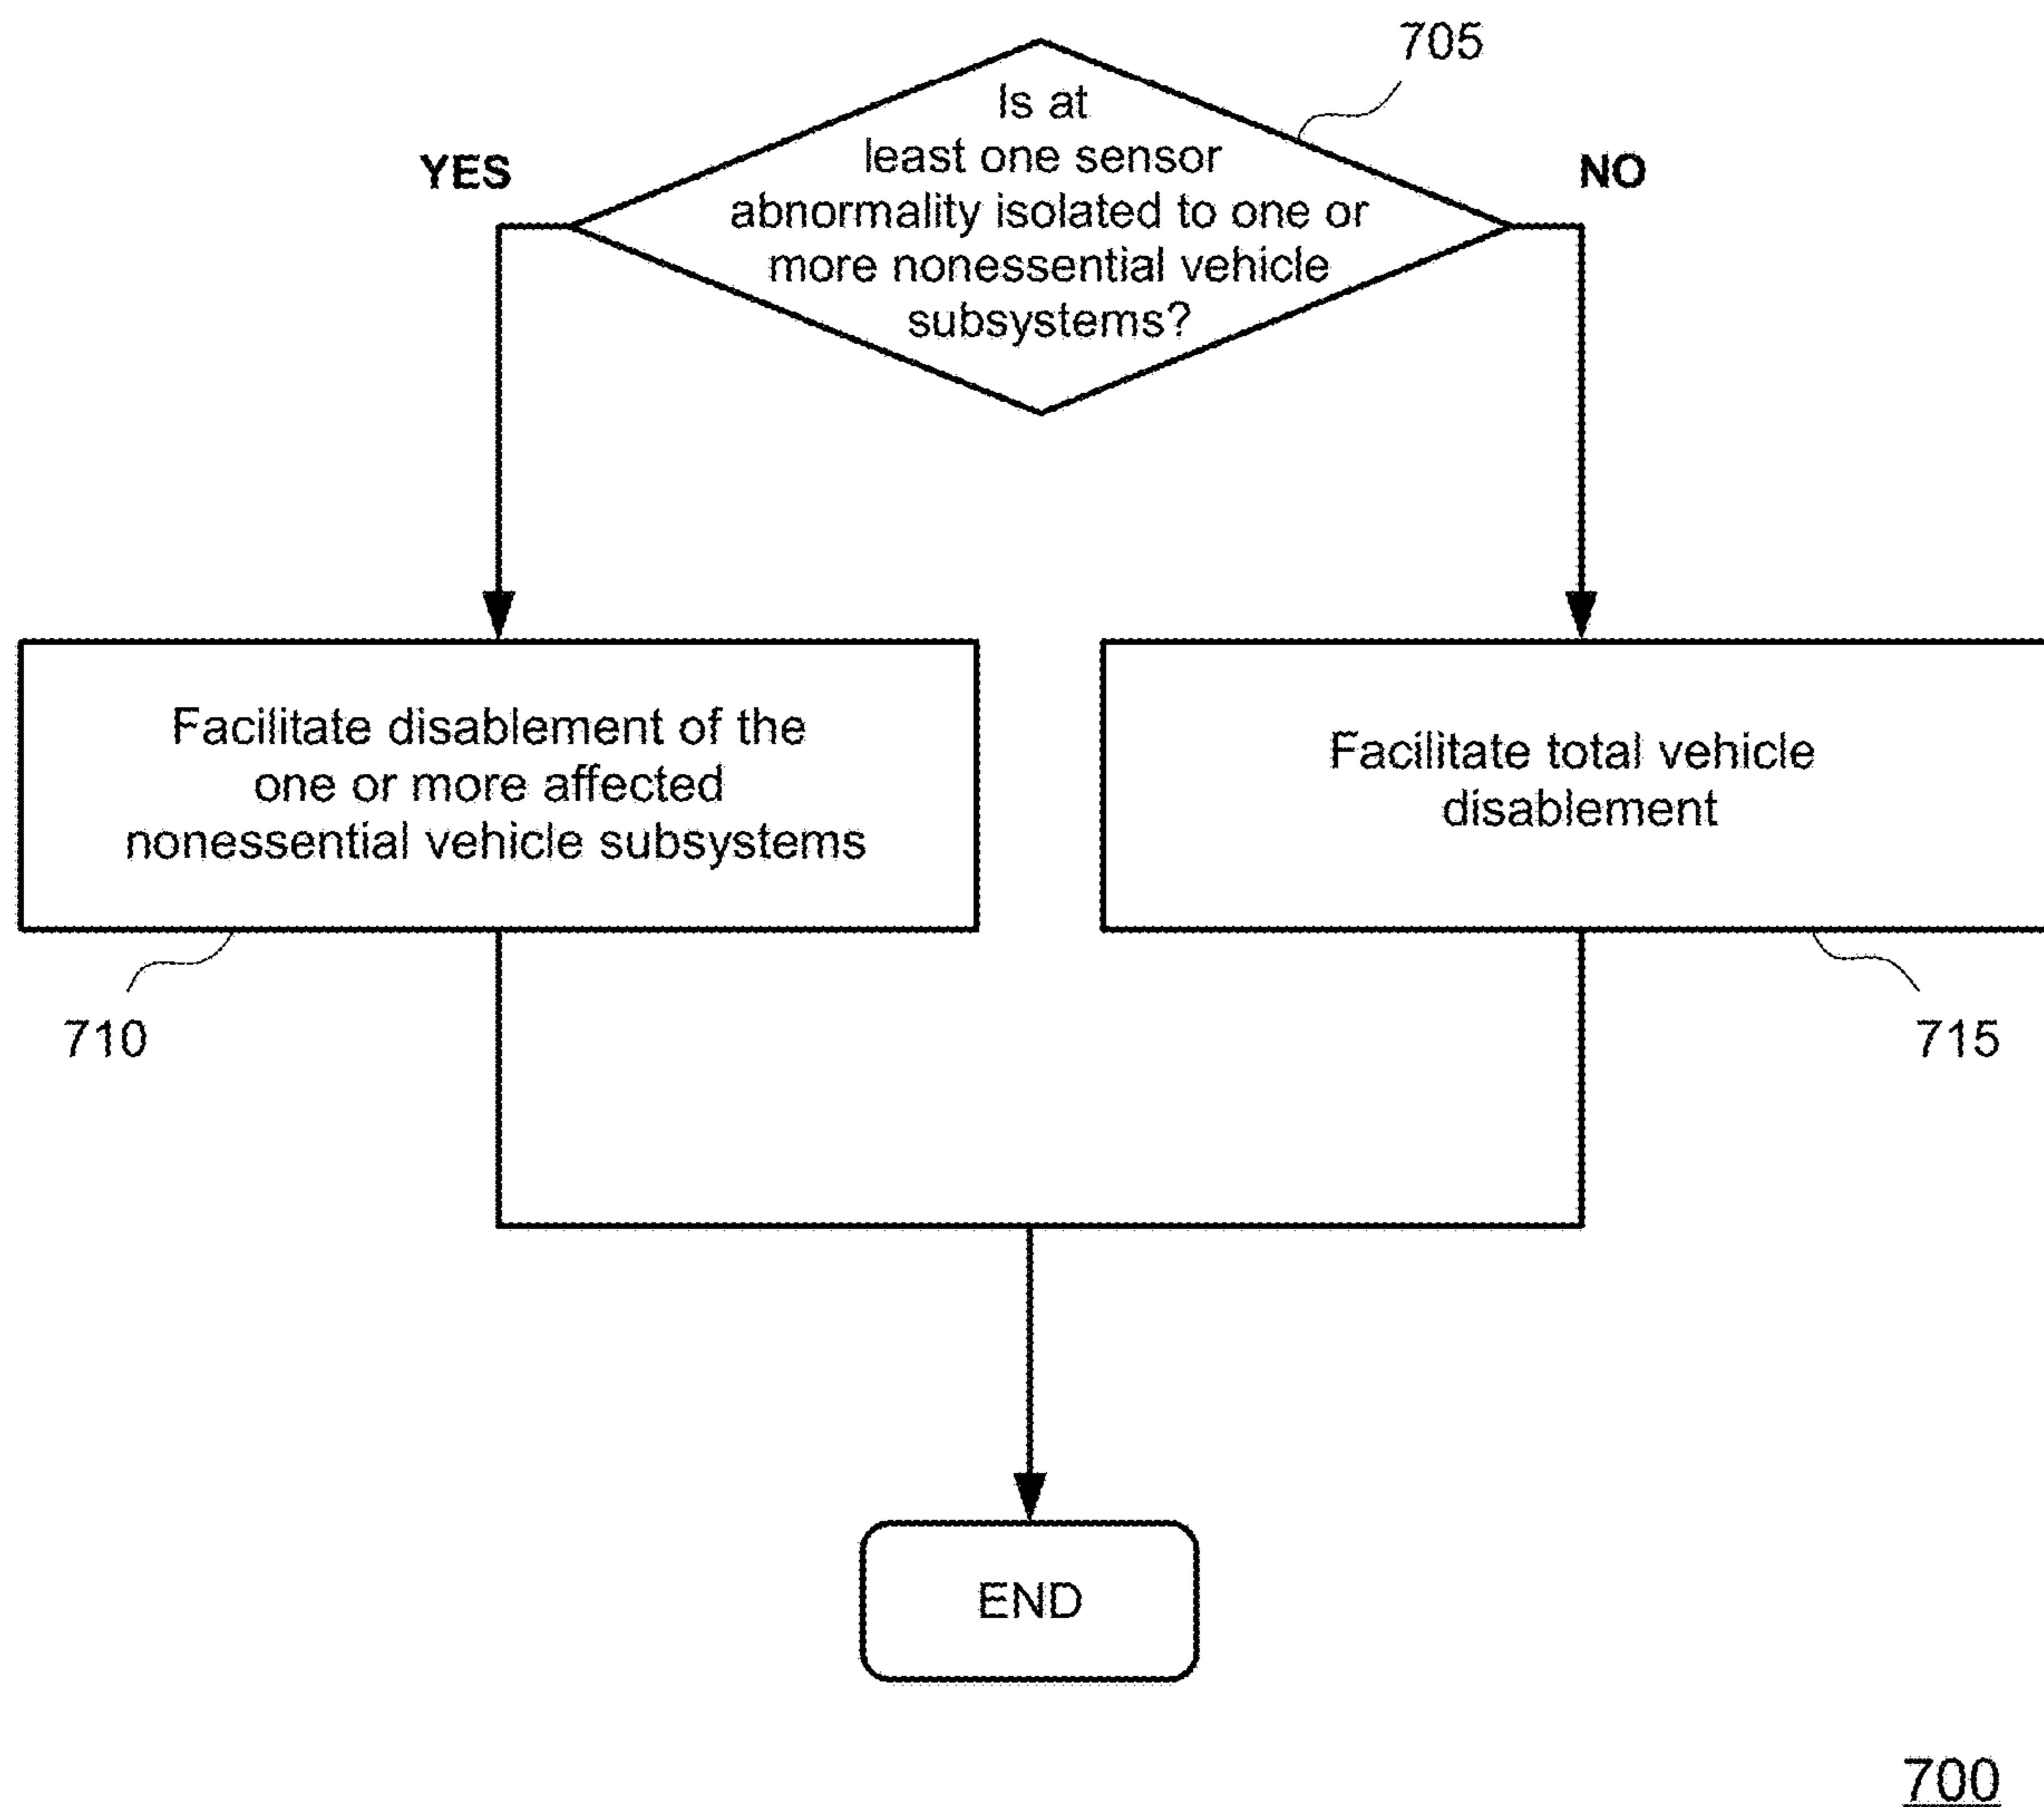 705
Is at
least one sensor
abnormality isolated to one or
more nonessential vehicle
subsystems?
YES
NO
Facilitate disablement of the
one or more affected
nonessential vehicle subsystems
Facilitate total vehicle
disablement
710
715
END
700